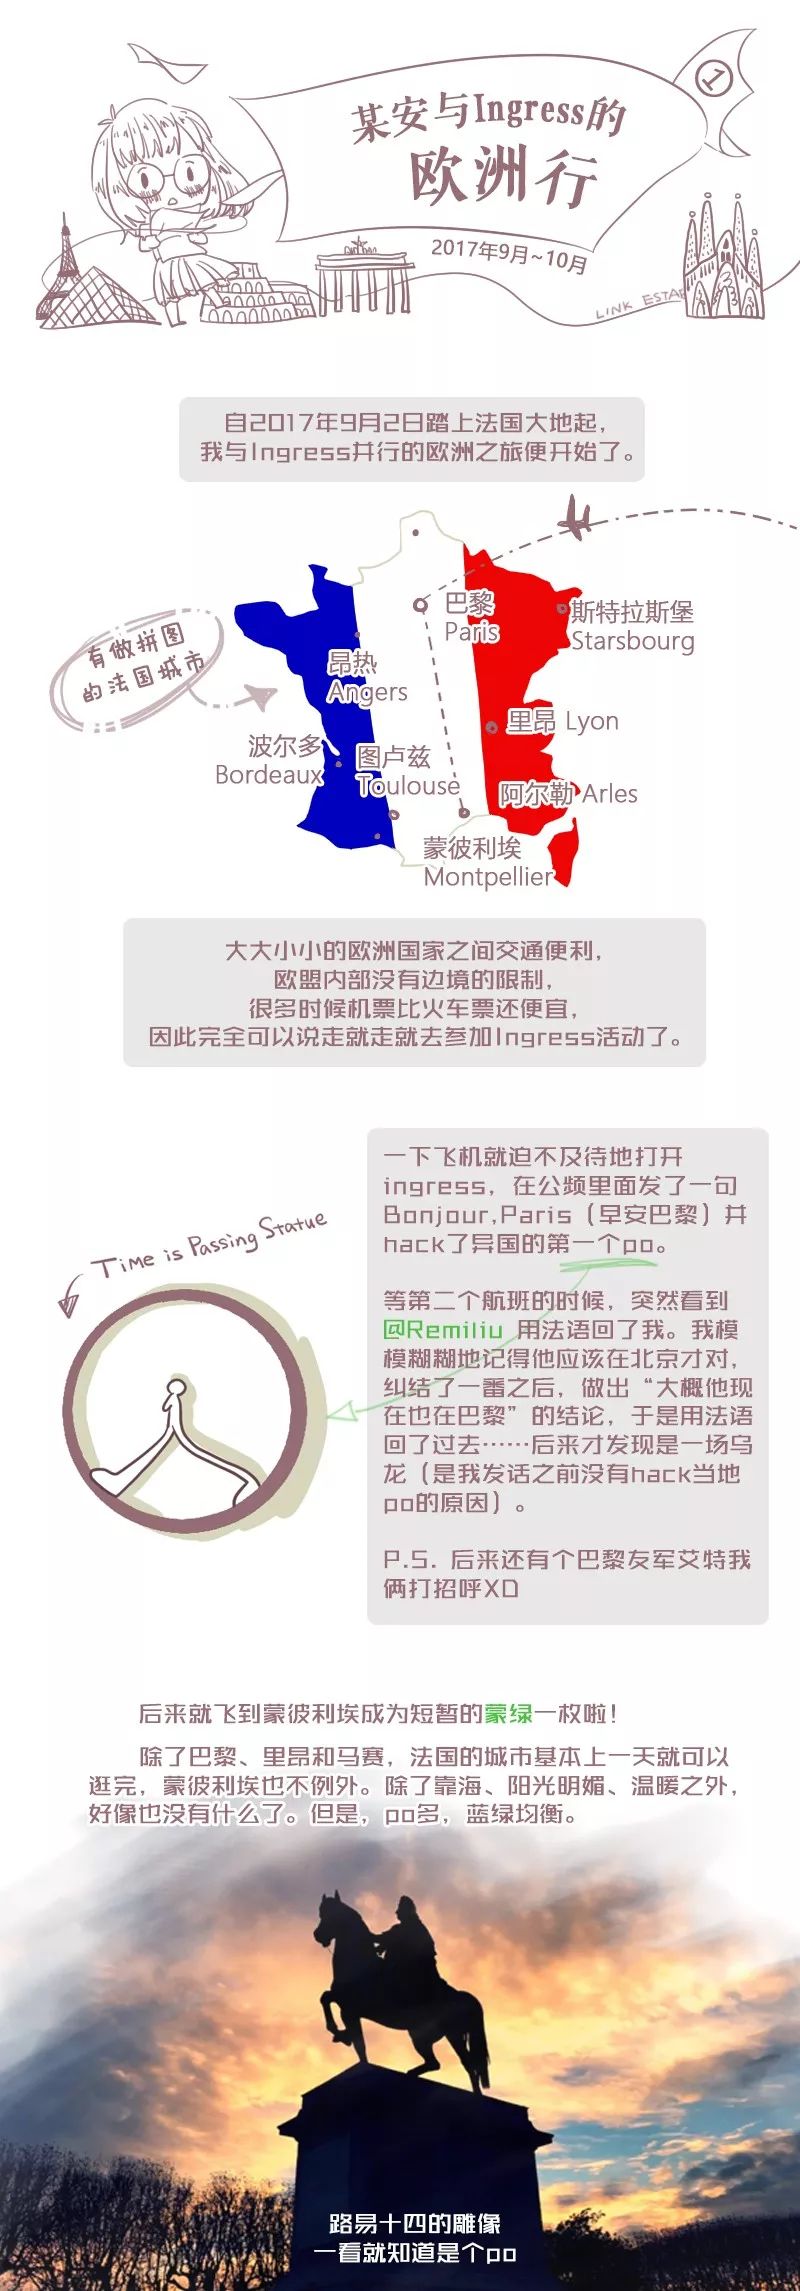 1
某安与Ingress的
欧洲行
2017年9月~10月
LINK ESTAB
自2017年9月2日踏上法国大地起，
我与Ingress并行的欧洲之旅便开始了。
有做拼图
的法国城市
巴黎
Paris
斯特拉斯堡
Starsbourg
昂热
Angers
里昂 Lyon
波尔多
Bordeaux
图卢兹
Toulouse
阿尔勒 Arles
蒙彼利埃
Montpellier
大大小小的欧洲国家之间交通便利，
欧盟内部没有边境的限制，
很多时候机票比火车票还便宜，
因此完全可以说走就走就去参加Ingress活动了。
一下飞机就迫不及待地打开
ingress，在公频里面发了一句
Bonjour,Paris（早安巴黎）并
hack了异国的第一个po。
Time is Passing Statue
等第二个航班的时候，突然看到
@Remiliu 用法语回了我。我模
模糊糊地记得他应该在北京才对，
纠结了一番之后，做出“大概他现
在也在巴黎”的结论，于是用法语
回了过去……后来才发现是一场乌
龙（是我发话之前没有hack当地
po的原因）。
P.S. 后来还有个巴黎友军艾特我
俩打招呼XD
后来就飞到蒙彼利埃成为短暂的蒙绿一枚啦！
除了巴黎、里昂和马赛，法国的城市基本上一天就可以
逛完，蒙彼利埃也不例外。除了靠海、阳光明媚、温暖之外，
好像也没有什么了。但是，po多，蓝绿均衡。
路易十四的雕像
一看就知道是个po